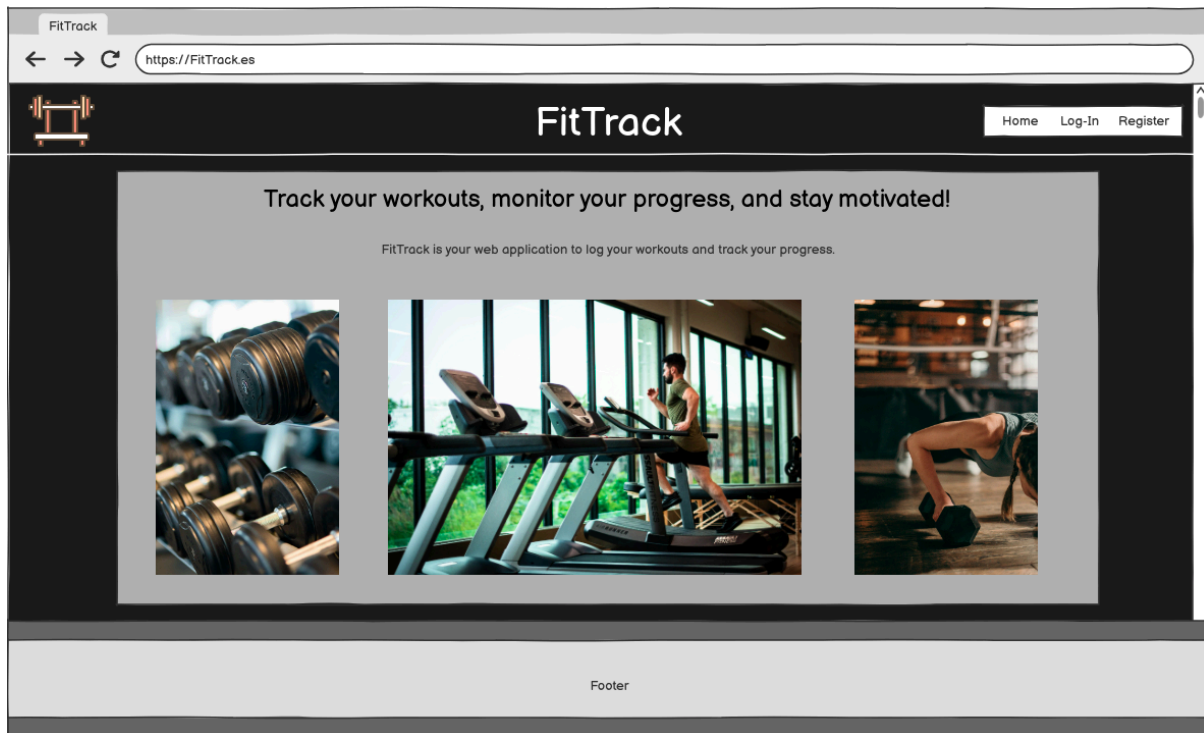 FitTrack
https://FitTrack.es
FitTrack
Home Log-In Register
Track your workouts, monitor your progress, and stay motivated!
FitTrack is your web application to log your workouts and track your progress.
Footer